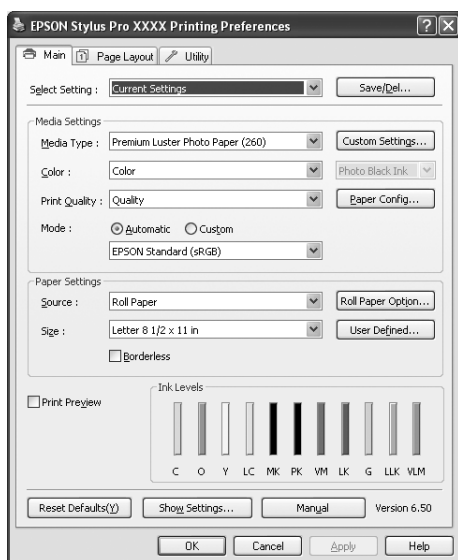 EPSON Stylus Pro XXXX Printing Preferences
Main Page Layout Utility
Select Setting : Current Settings Save/Del...
Media Settings
Media Type : Premium Luster Photo Paper (260) Custom Settings...
Color : Color Photo Black Ink
Print Quality : Quality Paper Config...
Mode : Automatic Custom
EPSON Standard (sRGB)
Paper Settings
Source : Roll Paper Roll Paper Option...
Size : Letter 8 1/2 x 11 in User Defined...
Borderless
Print Preview
Ink Levels
C O Y LC MK PK VM LK G LLK VLM
Reset Defaults(Y) Show Settings... Manual Version 6.50
OK Cancel Apply Help